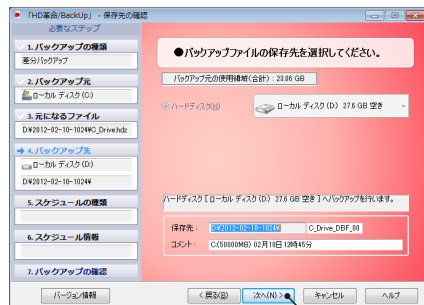 「HD革命/BackUp」 - 保存先の確認
必要なステップ
1. バックアップの種類
差分バックアップ
2. バックアップ元
ローカル ディスク (C:)
3. 元になるファイル
D:¥2012-02-10-1024¥C_Drive.hdz
4. バックアップ先
ローカル ディスク (D:)
D:¥2012-02-10-1024¥
5. スケジュールの種類
6. スケジュール情報
7. バックアップの確認
バージョン情報
●バックアップファイルの保存先を選択してください。
バックアップ元の使用領域(合計) : 23.06 GB
ハードディスク(H)
ローカル ディスク (D:) 27.6 GB 空き
ハードディスク [ ローカル ディスク (D:) 27.6 GB 空き ] へバックアップを行います。
保存先 : D:¥2012-02-10-1024¥ C_Drive_DBF_00
コメント : C:(50000MB) 02月10日 12時45分
< 戻る(B) 次へ(N) > キャンセル ヘルプ